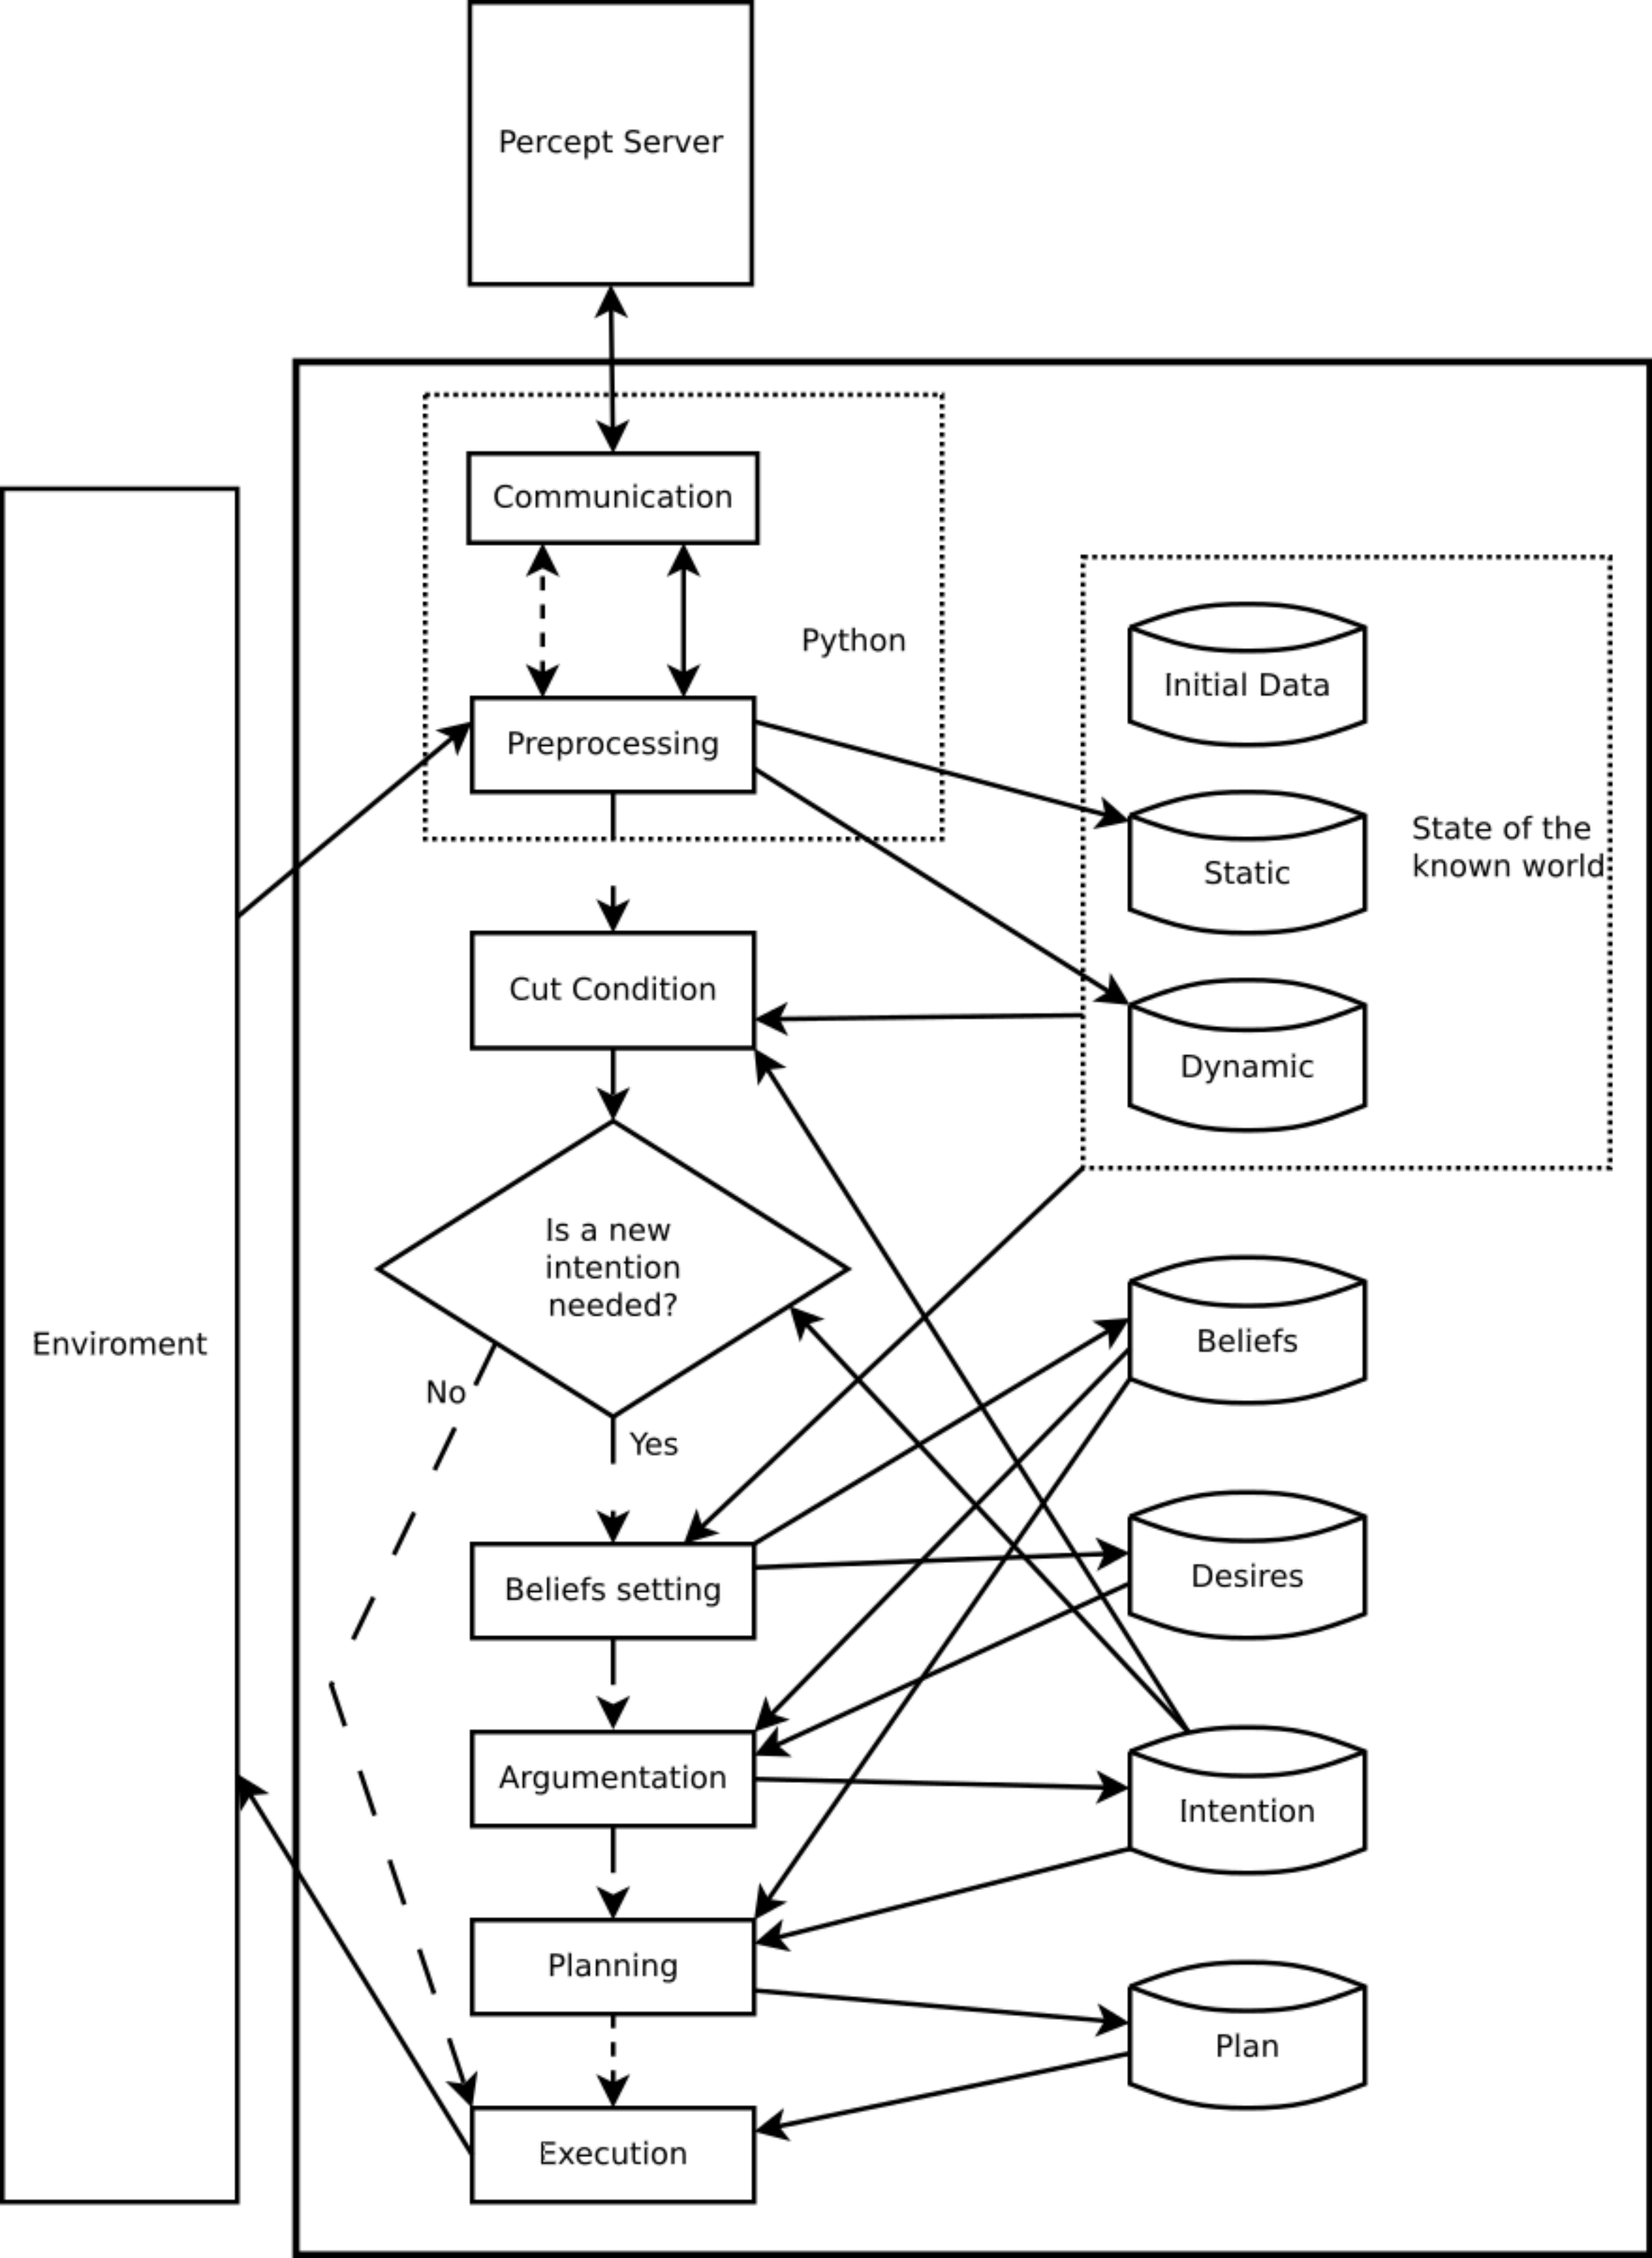 Percept Server
Communication
Python
Initial Data
Preprocessing
State of the
known world
Static
Cut Condition
Dynamic
Is a new
intention
needed?
Enviroment
Beliefs
No
Yes
Beliefs setting
Desires
Argumentation
Intention
Planning
Plan
Execution